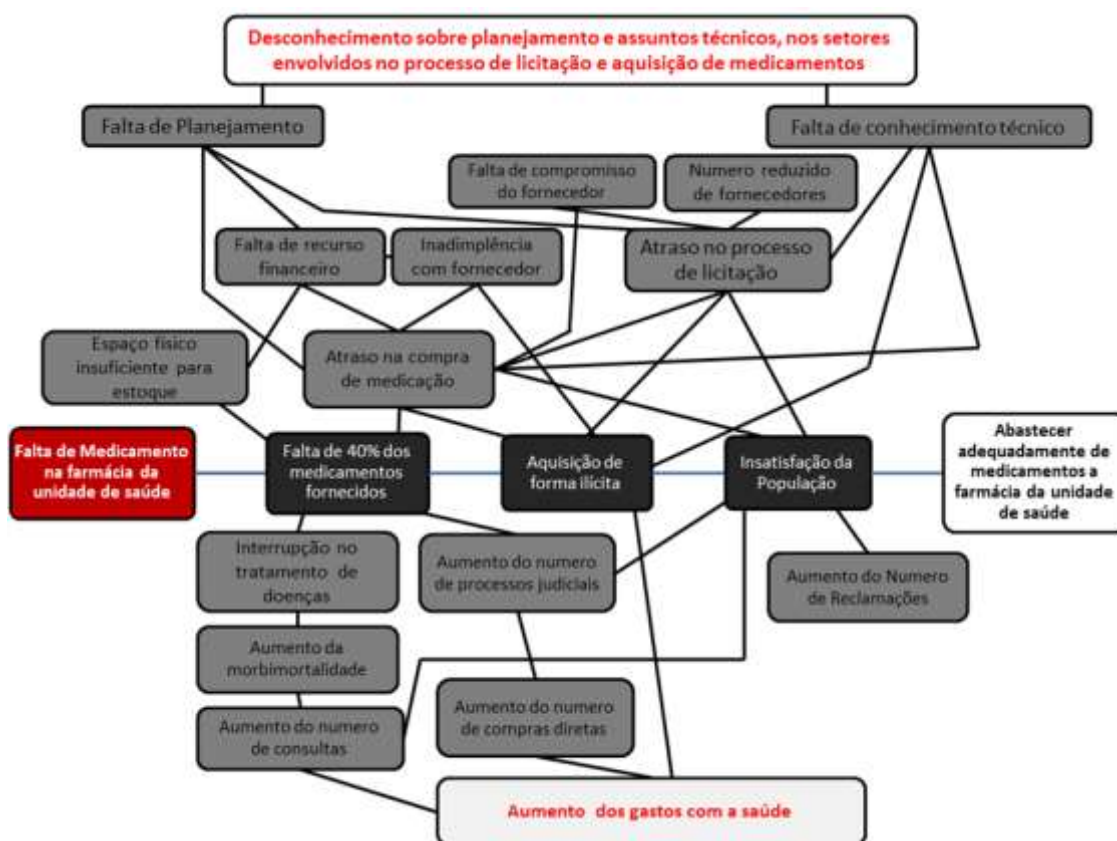 Desconhecimento sobre planejamento e assuntos técnicos, nos setores
envolvidos no processo de licitação e aquisição de medicamentos
Falta de Planejamento
Falta de conhecimento técnico
Falta de compromisso
do fornecedor
Numero reduzido
de fornecedores
Falta de recurso
financeiro
Inadimplência
com fornecedor
Atraso no processo
de licitação
Espaço físico
insuficiente para
estoque
Atraso na compra
de medicação
Falta de Medicamento
na farmácia da
unidade de saúde
Falta de 40% dos
medicamentos
fornecidos
Aquisição de
forma ilícita
Insatisfação da
População
Abastecer
adequadamente de
medicamentos a
farmácia da unidade
de saúde
Interrupção no
tratamento de
doenças
Aumento do numero
de processos judiciais
Aumento do Numero
de Reclamações
Aumento da
morbimortalidade
Aumento do numero
de consultas
Aumento do numero
de compras diretas
Aumento dos gastos com a saúde